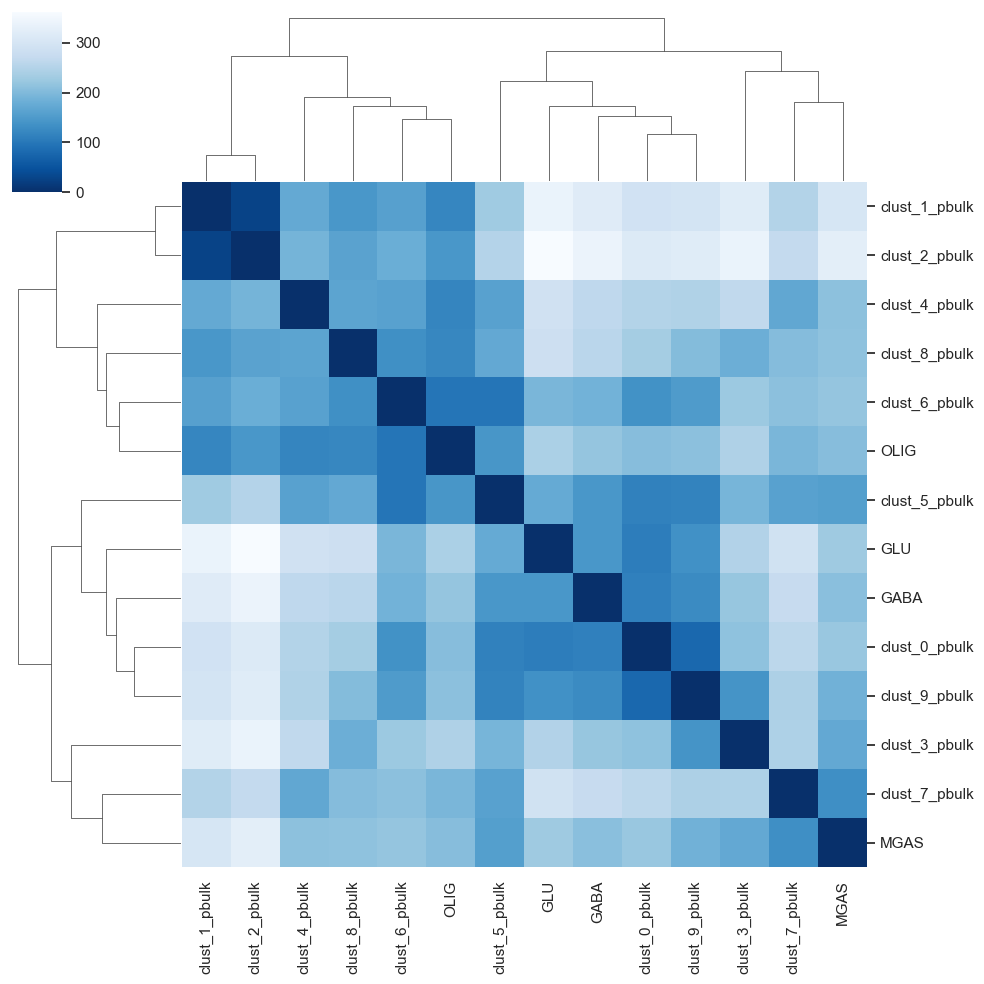 300
200
100
0
clust_1_pbulk
clust_2_pbulk
clust_4_pbulk
clust_8_pbulk
clust_6_pbulk
OLIG
clust_5_pbulk
GLU
GABA
clust_0_pbulk
clust_9_pbulk
clust_3_pbulk
clust_7_pbulk
MGAS
clust_1_pbulk
clust_2_pbulk
clust_4_pbulk
clust_8_pbulk
clust_6_pbulk
OLIG
clust_5_pbulk
GLU
GABA
clust_0_pbulk
clust_9_pbulk
clust_3_pbulk
clust_7_pbulk
MGAS